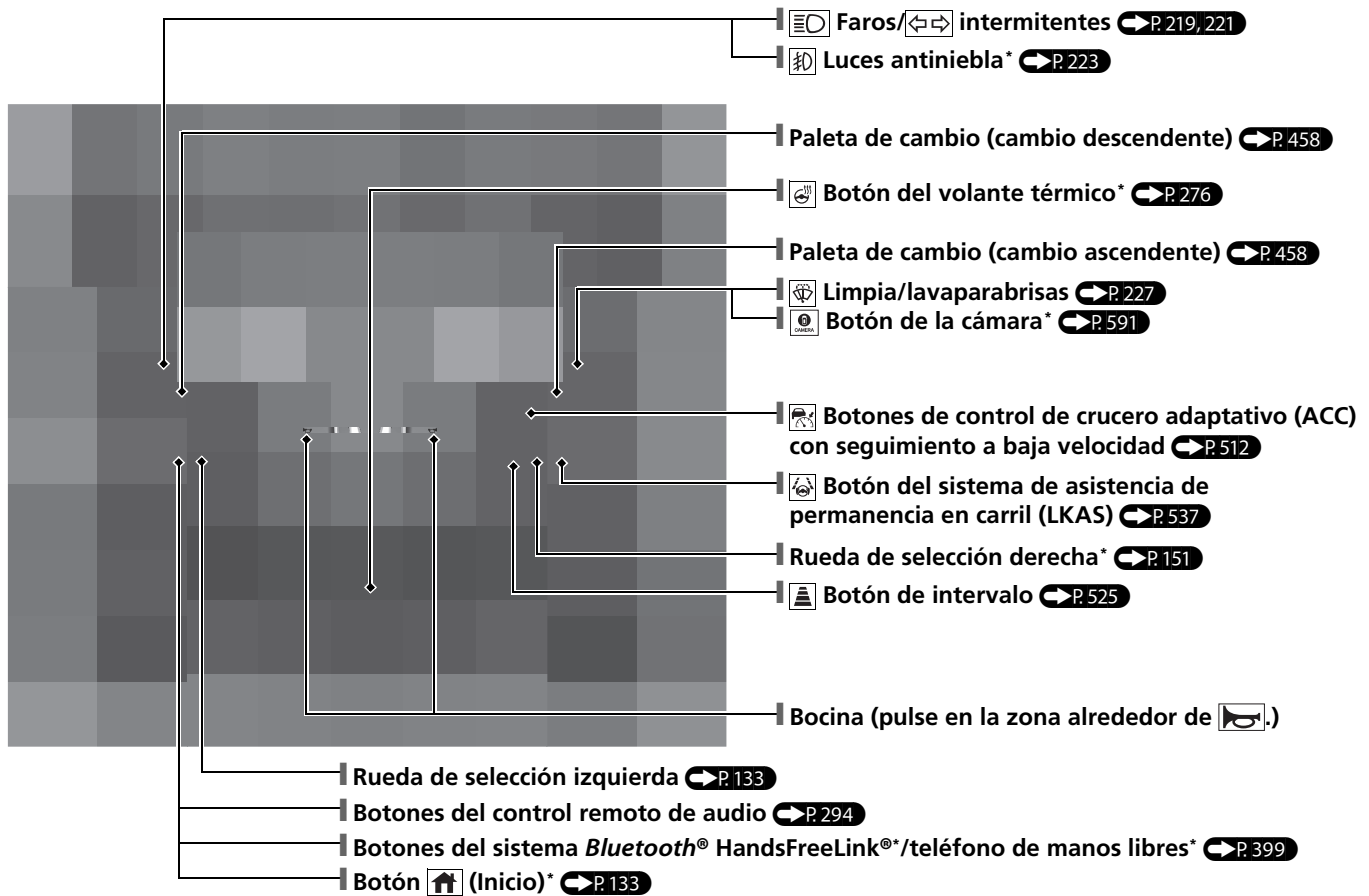 Faros/ intermitentes P. 219, 221
Luces antiniebla* P. 223
Paleta de cambio (cambio descendente) P. 458
Botón del volante térmico* P. 276
Paleta de cambio (cambio ascendente) P. 458
Limpia/lavaparabrisas P. 227
CAMERA Botón de la cámara* P. 591
Botones de control de crucero adaptativo (ACC)
con seguimiento a baja velocidad P. 512
Botón del sistema de asistencia de
permanencia en carril (LKAS) P. 537
Rueda de selección derecha* P. 151
Botón de intervalo P. 525
Bocina (pulse en la zona alrededor de .)
Rueda de selección izquierda P. 133
Botones del control remoto de audio P. 294
Botones del sistema Bluetooth® HandsFreeLink®*/teléfono de manos libres* P. 399
Botón (Inicio)* P. 133